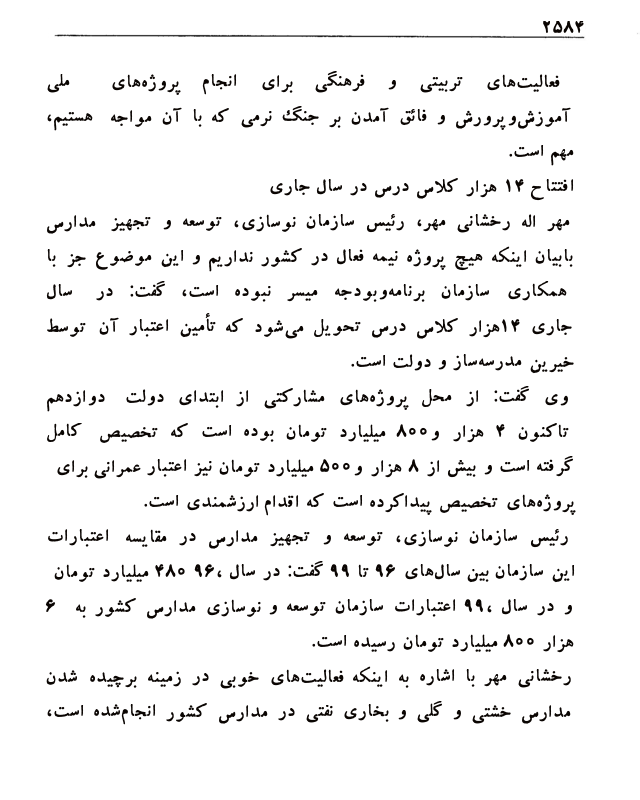 ۲۵۸۴
فعالیت‌های تربیتی و فرهنگی برای انجام پروژه‌های ملی
آموزش‌وپرورش و فائق آمدن بر جنگ نرمی که با آن مواجه هستیم،
مهم است.
افتتاح ۱۴ هزار کلاس درس در سال جاری
مهر اله رخشانی مهر، رئیس سازمان نوسازی، توسعه و تجهیز مدارس
بابیان اینکه هیچ پروژه نیمه فعال در کشور نداریم و این موضوع جز با
همکاری سازمان برنامه‌وبودجه میسر نبوده است، گفت: در سال
جاری ۱۴هزار کلاس درس تحویل می‌شود که تأمین اعتبار آن توسط
خیرین مدرسه‌ساز و دولت است.
وی گفت: از محل پروژه‌های مشارکتی از ابتدای دولت دوازدهم
تاکنون ۴ هزار و۸۰۰ میلیارد تومان بوده است که تخصیص کامل
گرفته است و بیش از ۸ هزار و۵۰۰ میلیارد تومان نیز اعتبار عمرانی برای
پروژه‌های تخصیص پیداکرده است که اقدام ارزشمندی است.
رئیس سازمان نوسازی، توسعه و تجهیز مدارس در مقایسه اعتبارات
این سازمان بین سال‌های ۹۶ تا ۹۹ گفت: در سال ،۹۶ ۴۸۰ میلیارد تومان
و در سال ،۹۹ اعتبارات سازمان توسعه و نوسازی مدارس کشور به ۶
هزار ۸۰۰ میلیارد تومان رسیده است.
رخشانی مهر با اشاره به اینکه فعالیت‌های خوبی در زمینه برچیده شدن
مدارس خشتی و گلی و بخاری نفتی در مدارس کشور انجام‌شده است،